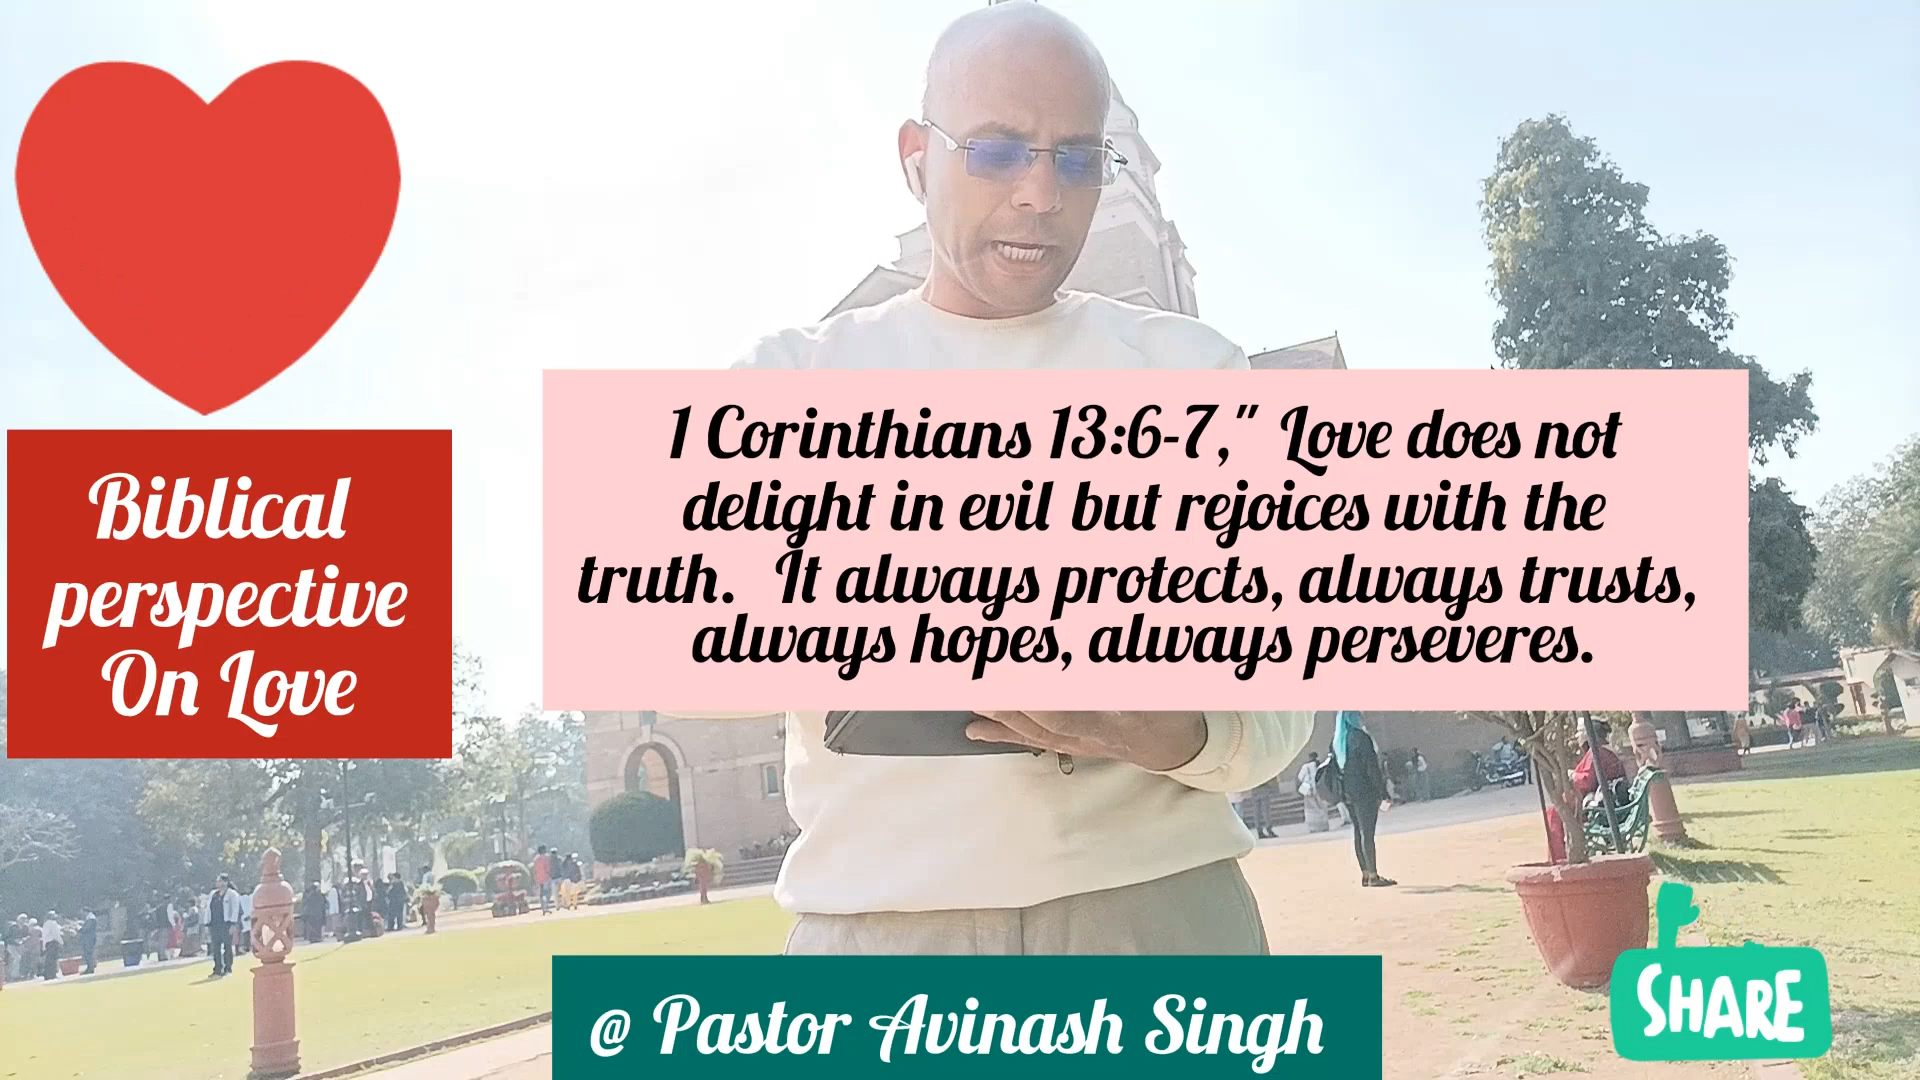 Biblical
perspective
On Love
1 Corinthians 13:6-7," Love does not
delight in evil but rejoices with the
truth. It always protects, always trusts,
always hopes, always perseveres.
@ Pastor Avinash Singh
SHARE